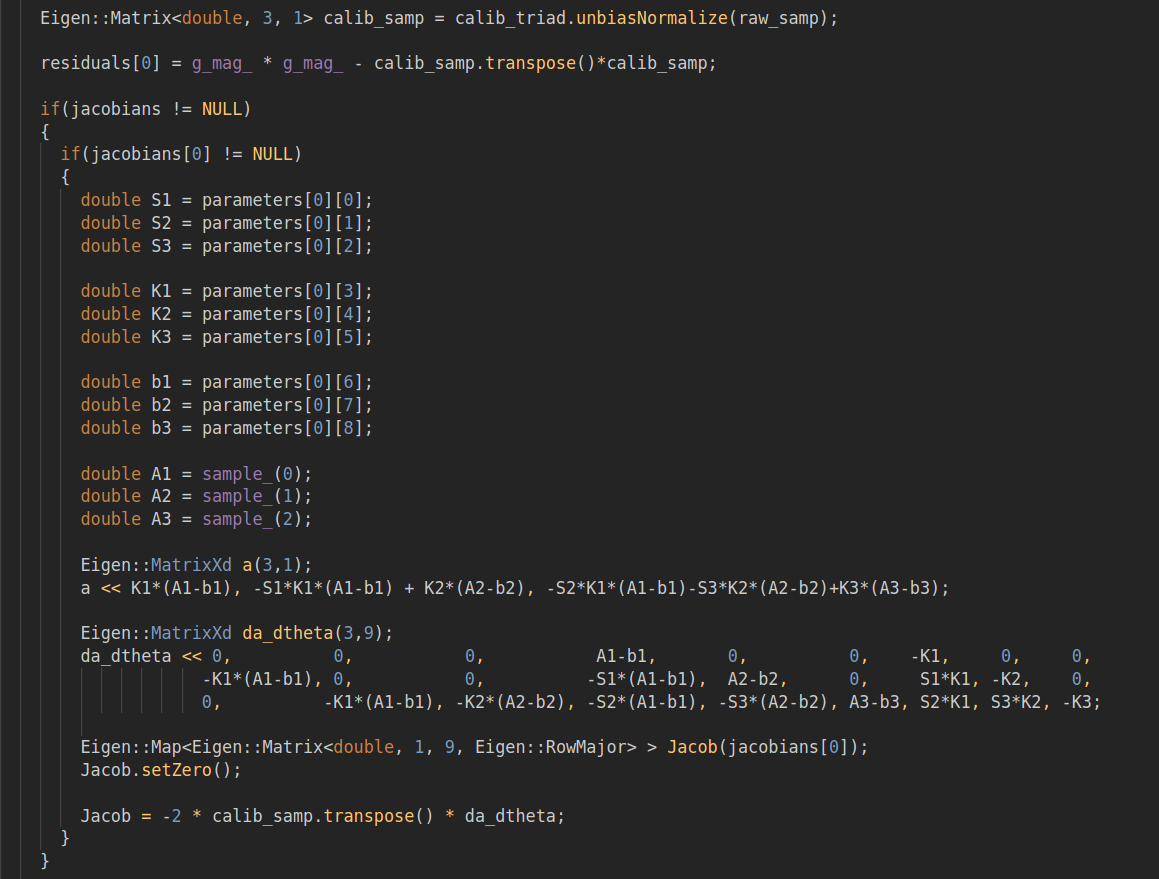 Eigen::Matrix<double, 3, 1> calib_samp = calib_triad.unbiasNormalize(raw_samp);
residuals[0] = g_mag_ * g_mag_ - calib_samp.transpose()*calib_samp;
if(jacobians != NULL)
{
if(jacobians[0] != NULL)
{
double S1 = parameters[0][0];
double S2 = parameters[0][1];
double S3 = parameters[0][2];
double K1 = parameters[0][3];
double K2 = parameters[0][4];
double K3 = parameters[0][5];
double b1 = parameters[0][6];
double b2 = parameters[0][7];
double b3 = parameters[0][8];
double A1 = sample_(0);
double A2 = sample_(1);
double A3 = sample_(2);
Eigen::MatrixXd a(3,1);
a << K1*(A1-b1), -S1*K1*(A1-b1) + K2*(A2-b2), -S2*K1*(A1-b1)-S3*K2*(A2-b2)+K3*(A3-b3);
Eigen::MatrixXd da_dtheta(3,9);
da_dtheta << 0, 0, 0, A1-b1, 0, 0, -K1, 0, 0,
-K1*(A1-b1), 0, 0, -S1*(A1-b1), A2-b2, 0, S1*K1, -K2, 0,
0, -K1*(A1-b1), -K2*(A2-b2), -S2*(A1-b1), -S3*(A2-b2), A3-b3, S2*K1, S3*K2, -K3;
Eigen::Map<Eigen::Matrix<double, 1, 9, Eigen::RowMajor> > Jacob(jacobians[0]);
Jacob.setZero();
Jacob = -2 * calib_samp.transpose() * da_dtheta;
}
}